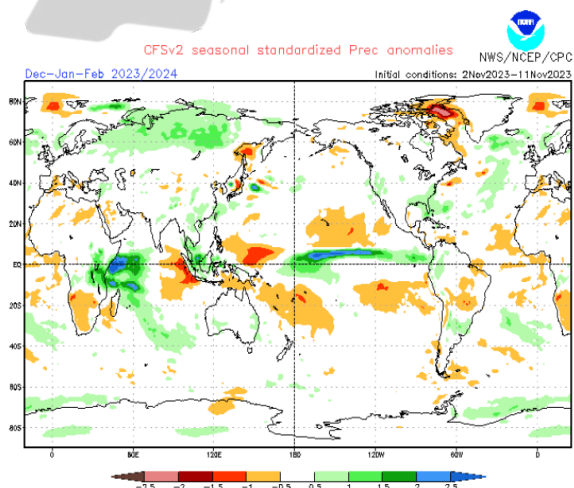 NOAA
CFSv2 seasonal standardized Prec anomalies
NWS/NCEP/CPC
Dec-Jan-Feb 2023/2024
Initial conditions: 2Nov2023-11Nov2023
80N
60N
40N
20N
EQ
20S
40S
60S
80S
0 60E 120E 180 120W 60W 0
-2.5 -2 -1.5 -1 -0.5 0.5 1 1.5 2 2.5